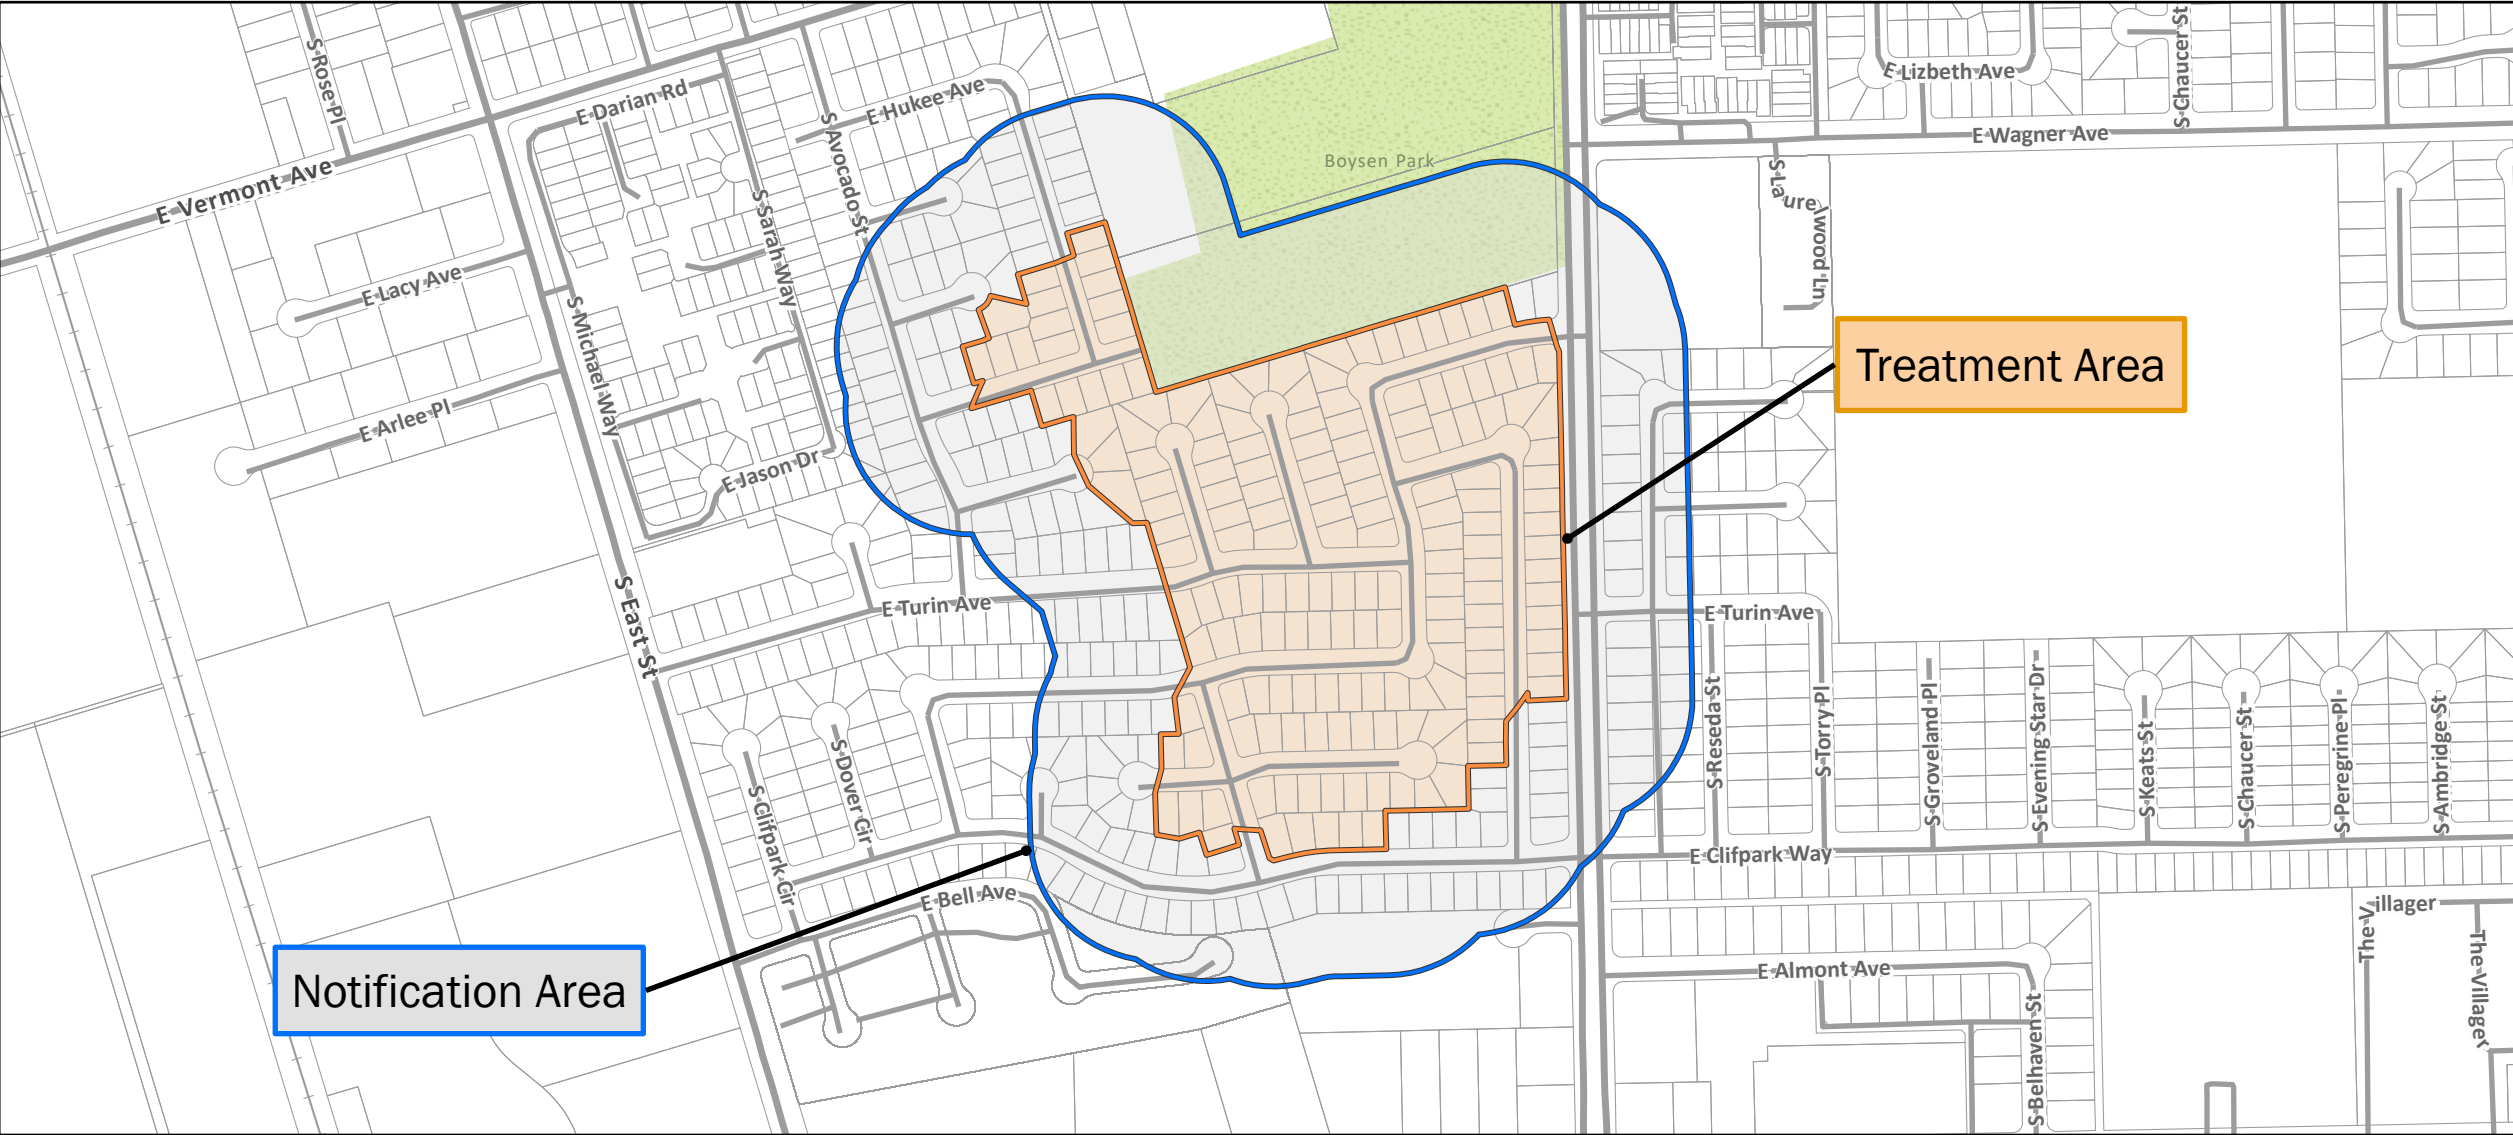 S Rose Pl
S Chaucer St
E Lizbeth Ave
E Darian Rd
E Hukee Ave
E Wagner Ave
S Avocado St
Boysen Park
E Vermont Ave
S Laurelwood Ln
S Sarah Way
E Lacy Ave
S Michael Way
Treatment Area
E Arlee Pl
E Jason Dr
S East St
E Turin Ave
E Turin Ave
S Reseda St
S Torry Pl
S Groveland Pl
S Evening Star Dr
S Keats St
S Chaucer St
S Peregrine Pl
S Ambridge St
S Dover Cir
S Clifpark Cir
E Clifpark Way
E Bell Ave
The Villager
The Villager
E Almont Ave
Notification Area
S Belhaven St